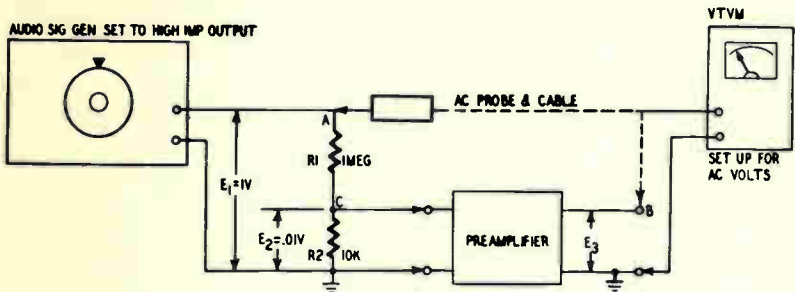 AUDIO SIG GEN SET TO HIGH IMP OUTPUT
VTVM
AC PROBE & CABLE
A
R1
1MEG
SET UP FOR
AC VOLTS
E1=1V
C
B
E2=.01V
R2
10K
PREAMPLIFIER
E3